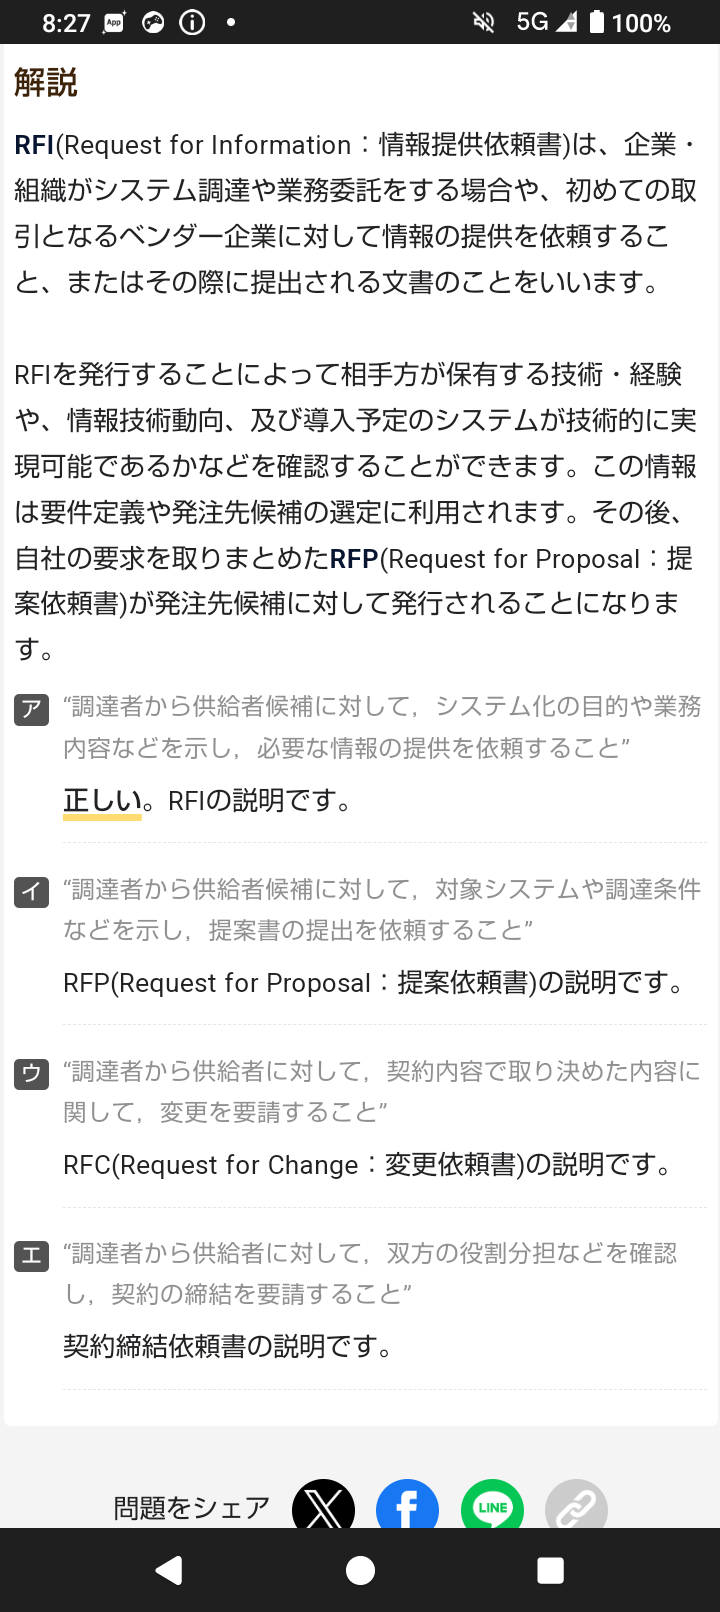 8:27 App 5G 100%
解説
RFI(Request for Information：情報提供依頼書)は、企業・
組織がシステム調達や業務委託をする場合や、初めての取
引となるベンダー企業に対して情報の提供を依頼するこ
と、またはその際に提出される文書のことをいいます。
RFIを発行することによって相手方が保有する技術・経験
や、情報技術動向、及び導入予定のシステムが技術的に実
現可能であるかなどを確認することができます。この情報
は要件定義や発注先候補の選定に利用されます。その後、
自社の要求を取りまとめたRFP(Request for Proposal：提
案依頼書)が発注先候補に対して発行されることになりま
す。
ア “調達者から供給者候補に対して，システム化の目的や業務
内容などを示し，必要な情報の提供を依頼すること”
正しい。RFIの説明です。
イ “調達者から供給者候補に対して，対象システムや調達条件
などを示し，提案書の提出を依頼すること”
RFP(Request for Proposal：提案依頼書)の説明です。
ウ “調達者から供給者に対して，契約内容で取り決めた内容に
関して，変更を要請すること”
RFC(Request for Change：変更依頼書)の説明です。
エ “調達者から供給者に対して，双方の役割分担などを確認
し，契約の締結を要請すること”
契約締結依頼書の説明です。
問題をシェア X f LINE